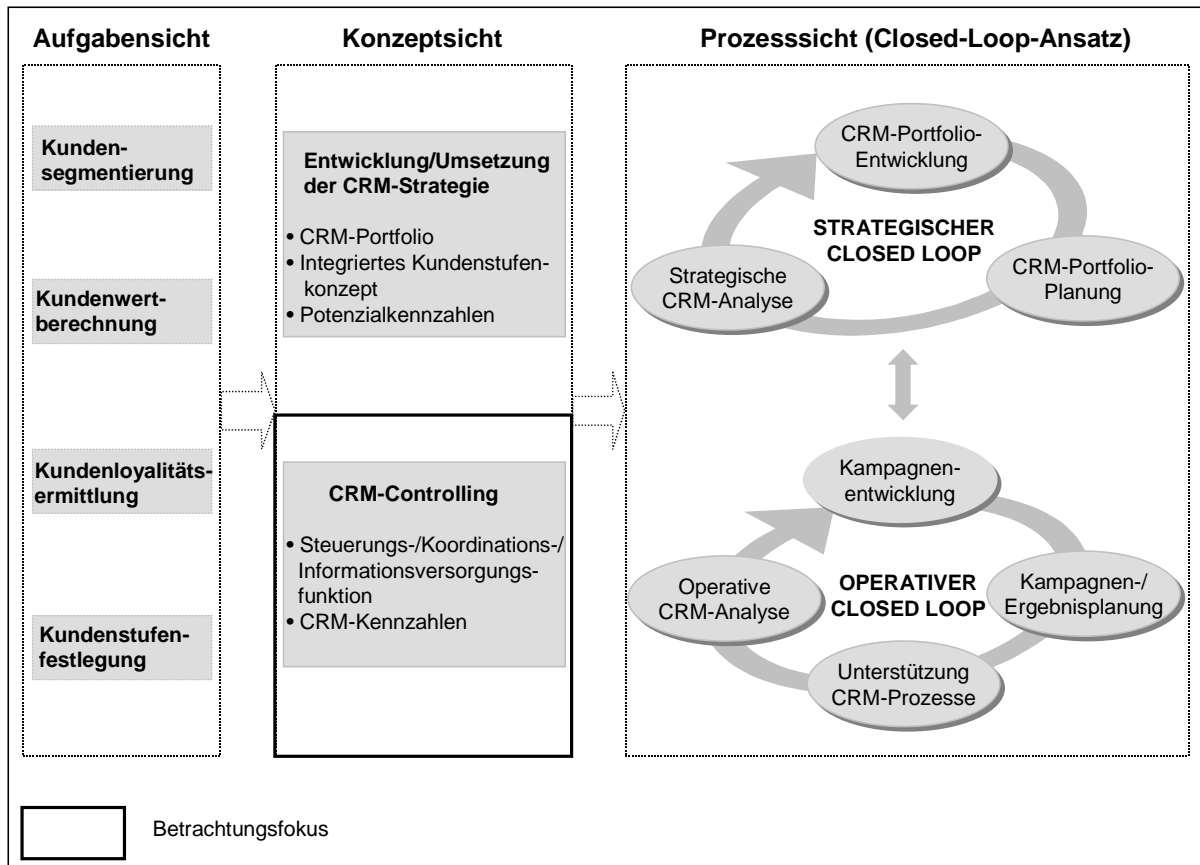 Aufgabensicht
Konzeptsicht
Prozesssicht (Closed-Loop-Ansatz)
Kunden-
segmentierung
Kundenwert-
berechnung
Kundenloyalitäts-
ermittlung
Kundenstufen-
festlegung
Entwicklung/Umsetzung
der CRM-Strategie
• CRM-Portfolio
• Integriertes Kundenstufen-
konzept
• Potenzialkennzahlen
CRM-Controlling
• Steuerungs-/Koordinations-/
Informationsversorgungs-
funktion
• CRM-Kennzahlen
CRM-Portfolio-
Entwicklung
STRATEGISCHER
CLOSED LOOP
Strategische
CRM-Analyse
CRM-Portfolio-
Planung
Kampagnen-
entwicklung
Operative
CRM-Analyse
OPERATIVER
CLOSED LOOP
Kampagnen-/
Ergebnisplanung
Unterstützung
CRM-Prozesse
Betrachtungsfokus